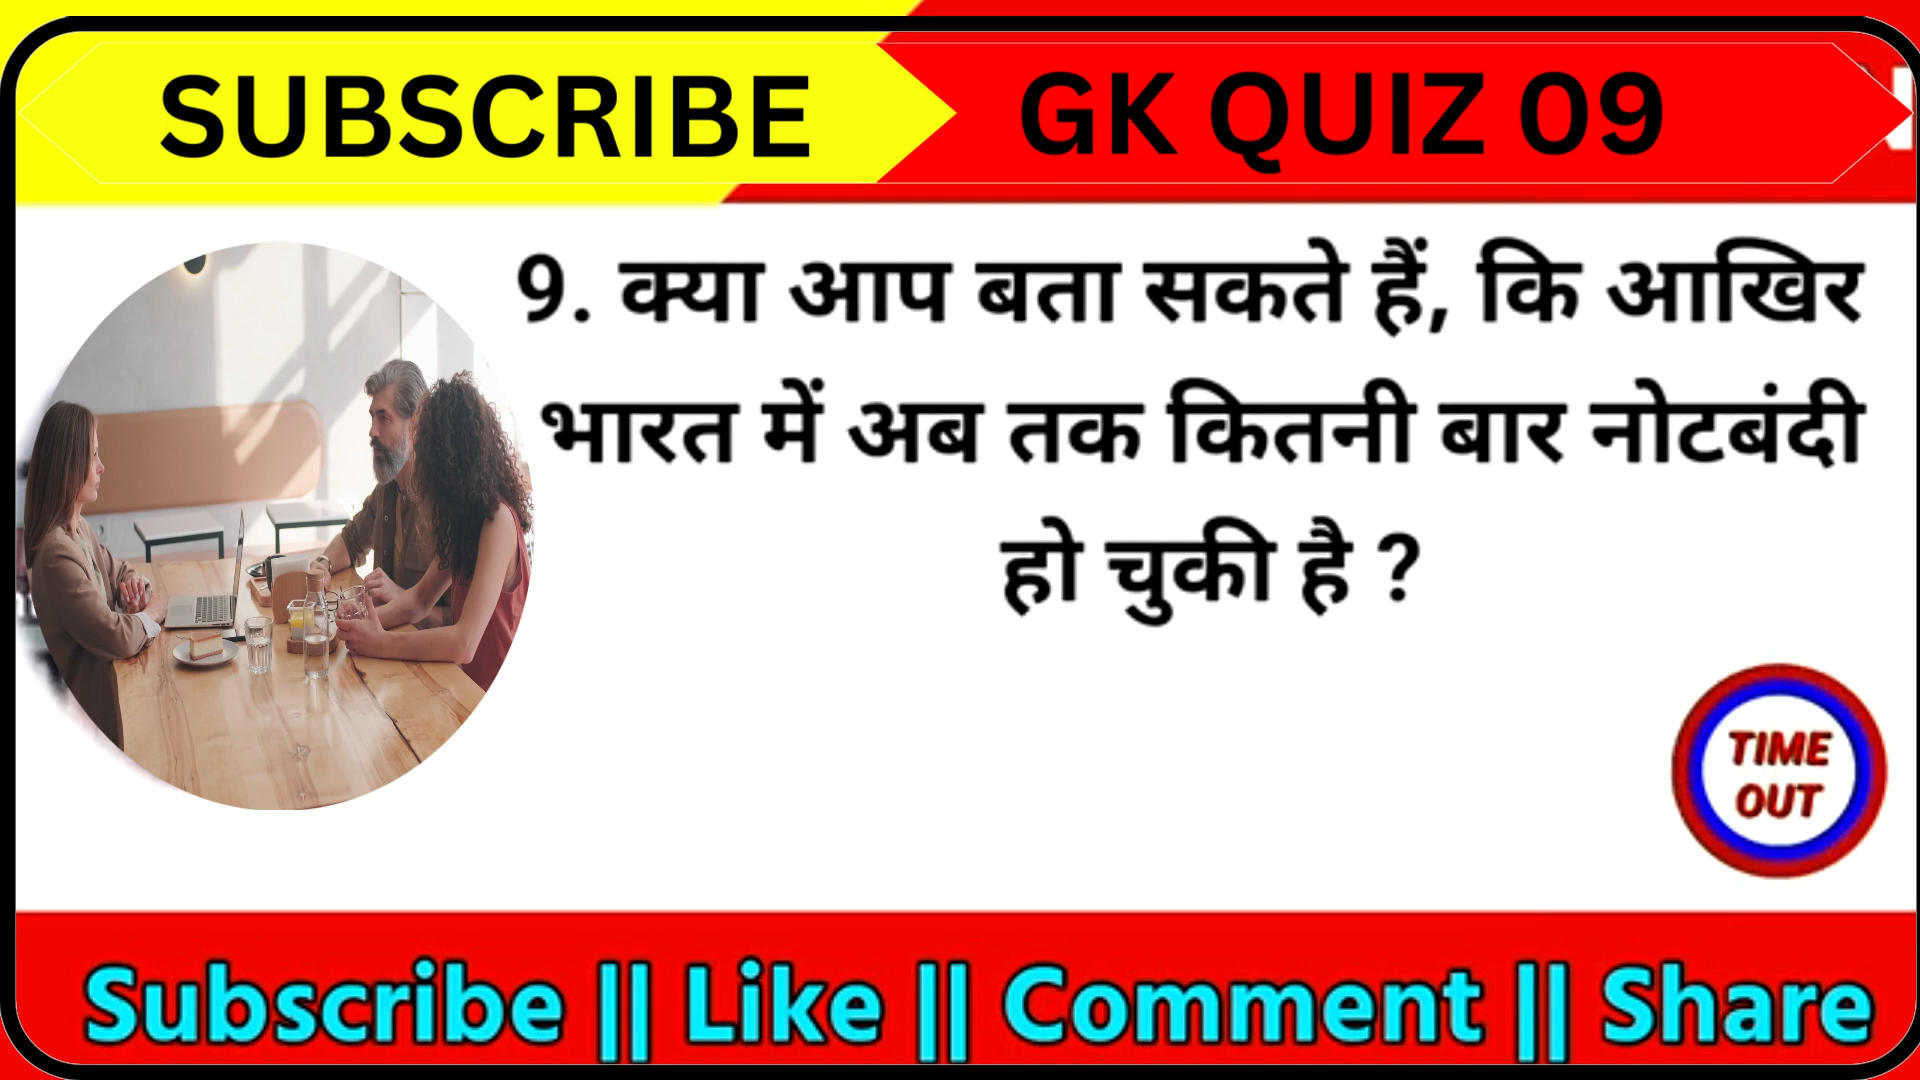 SUBSCRIBE
GK QUIZ 09
9. क्या आप बता सकते हैं, कि आखिर
भारत में अब तक कितनी बार नोटबंदी
हो चुकी है ?
TIME
OUT
Subscribe || Like || Comment || Share